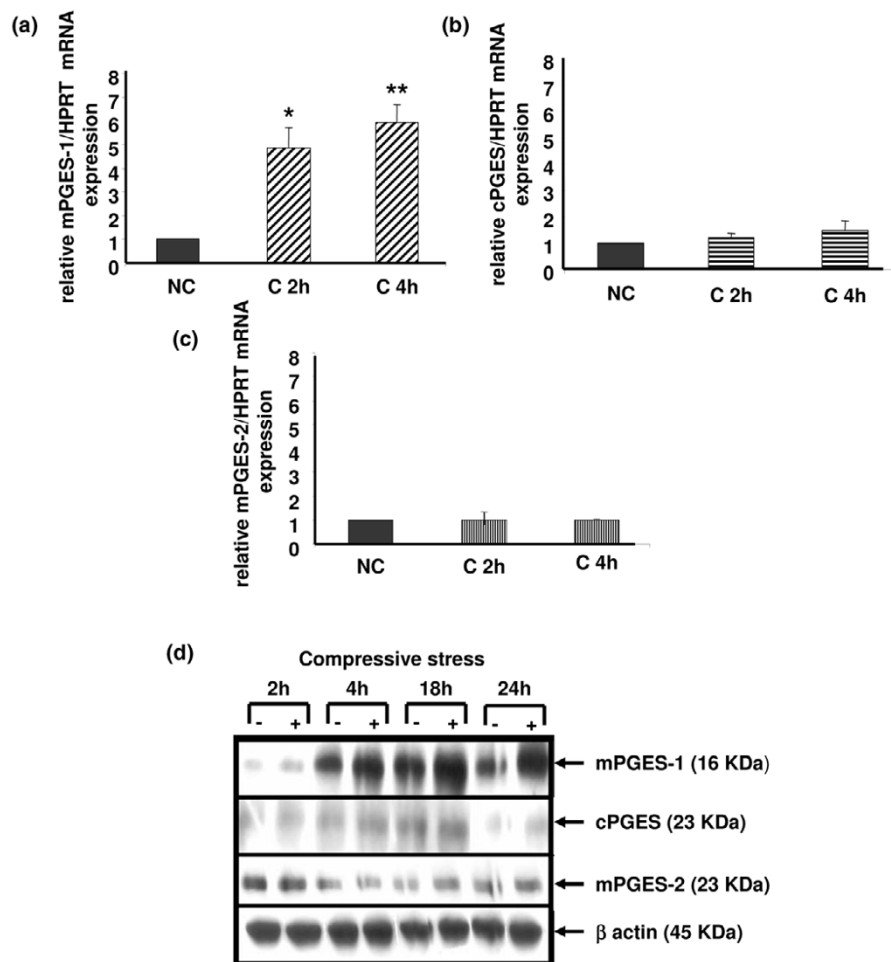 (a)
relative mPGES-1/HPRT mRNA
expression
8
7
6
5
4
3
2
1
0
*
**
NC
C 2h
C 4h
(b)
relative cPGES/HPRT mRNA
expression
8
7
6
5
4
3
2
1
0
NC
C 2h
C 4h
(c)
relative mPGES-2/HPRT mRNA
expression
8
7
6
5
4
3
2
1
0
NC
C 2h
C 4h
(d)
Compressive stress
2h 4h 18h 24h
- + - + - + - +
mPGES-1 (16 KDa)
cPGES (23 KDa)
mPGES-2 (23 KDa)
β actin (45 KDa)